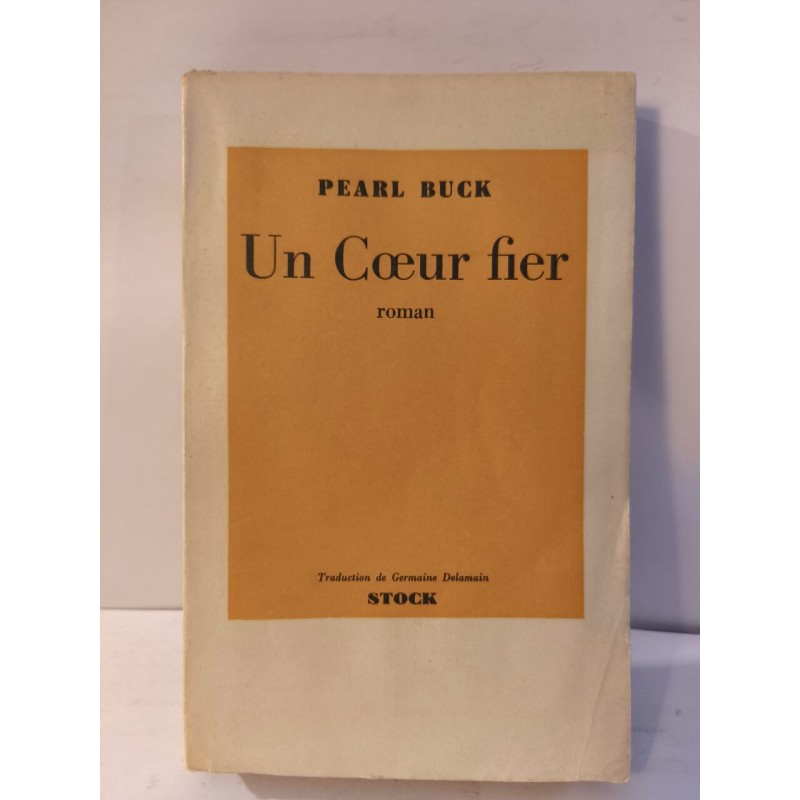 PEARL BUCK
Un Cœur fier
roman
Traduction de Germaine Delamain
STOCK